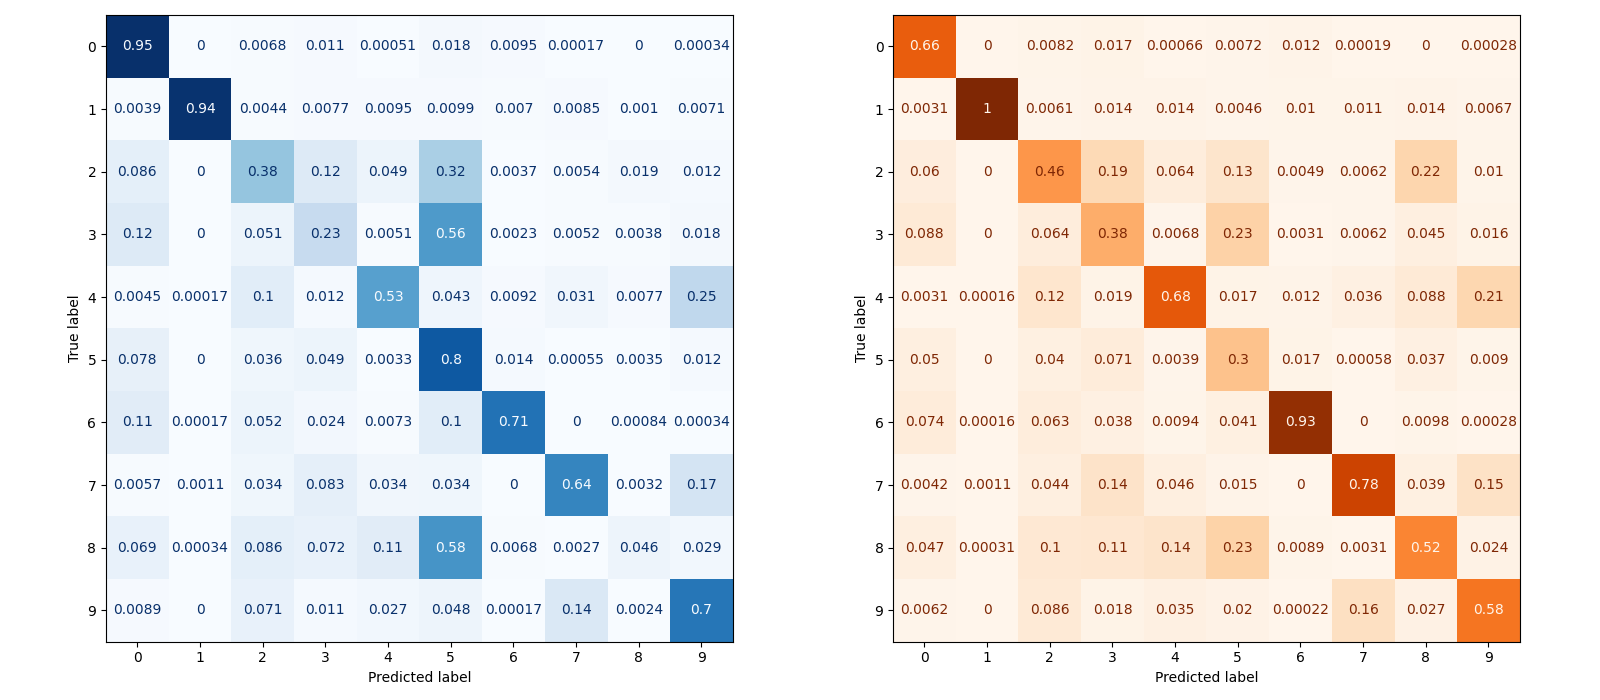 0 0.95 0 0.0068 0.011 0.00051 0.018 0.0095 0.00017 0 0.00034
1 0.0039 0.94 0.0044 0.0077 0.0095 0.0099 0.007 0.0085 0.001 0.0071
2 0.086 0 0.38 0.12 0.049 0.32 0.0037 0.0054 0.019 0.012
3 0.12 0 0.051 0.23 0.0051 0.56 0.0023 0.0052 0.0038 0.018
4 0.0045 0.00017 0.1 0.012 0.53 0.043 0.0092 0.031 0.0077 0.25
5 0.078 0 0.036 0.049 0.0033 0.8 0.014 0.00055 0.0035 0.012
6 0.11 0.00017 0.052 0.024 0.0073 0.1 0.71 0 0.00084 0.00034
7 0.0057 0.0011 0.034 0.083 0.034 0.034 0 0.64 0.0032 0.17
8 0.069 0.00034 0.086 0.072 0.11 0.58 0.0068 0.0027 0.046 0.029
9 0.0089 0 0.071 0.011 0.027 0.048 0.00017 0.14 0.0024 0.7
0 1 2 3 4 5 6 7 8 9
Predicted label
True label
0 0.66 0 0.0082 0.017 0.00066 0.0072 0.012 0.00019 0 0.00028
1 0.0031 1 0.0061 0.014 0.014 0.0046 0.01 0.011 0.014 0.0067
2 0.06 0 0.46 0.19 0.064 0.13 0.0049 0.0062 0.22 0.01
3 0.088 0 0.064 0.38 0.0068 0.23 0.0031 0.0062 0.045 0.016
4 0.0031 0.00016 0.12 0.019 0.68 0.017 0.012 0.036 0.088 0.21
5 0.05 0 0.04 0.071 0.0039 0.3 0.017 0.00058 0.037 0.009
6 0.074 0.00016 0.063 0.038 0.0094 0.041 0.93 0 0.0098 0.00028
7 0.0042 0.0011 0.044 0.14 0.046 0.015 0 0.78 0.039 0.15
8 0.047 0.00031 0.1 0.11 0.14 0.23 0.0089 0.0031 0.52 0.024
9 0.0062 0 0.086 0.018 0.035 0.02 0.00022 0.16 0.027 0.58
0 1 2 3 4 5 6 7 8 9
Predicted label
True label